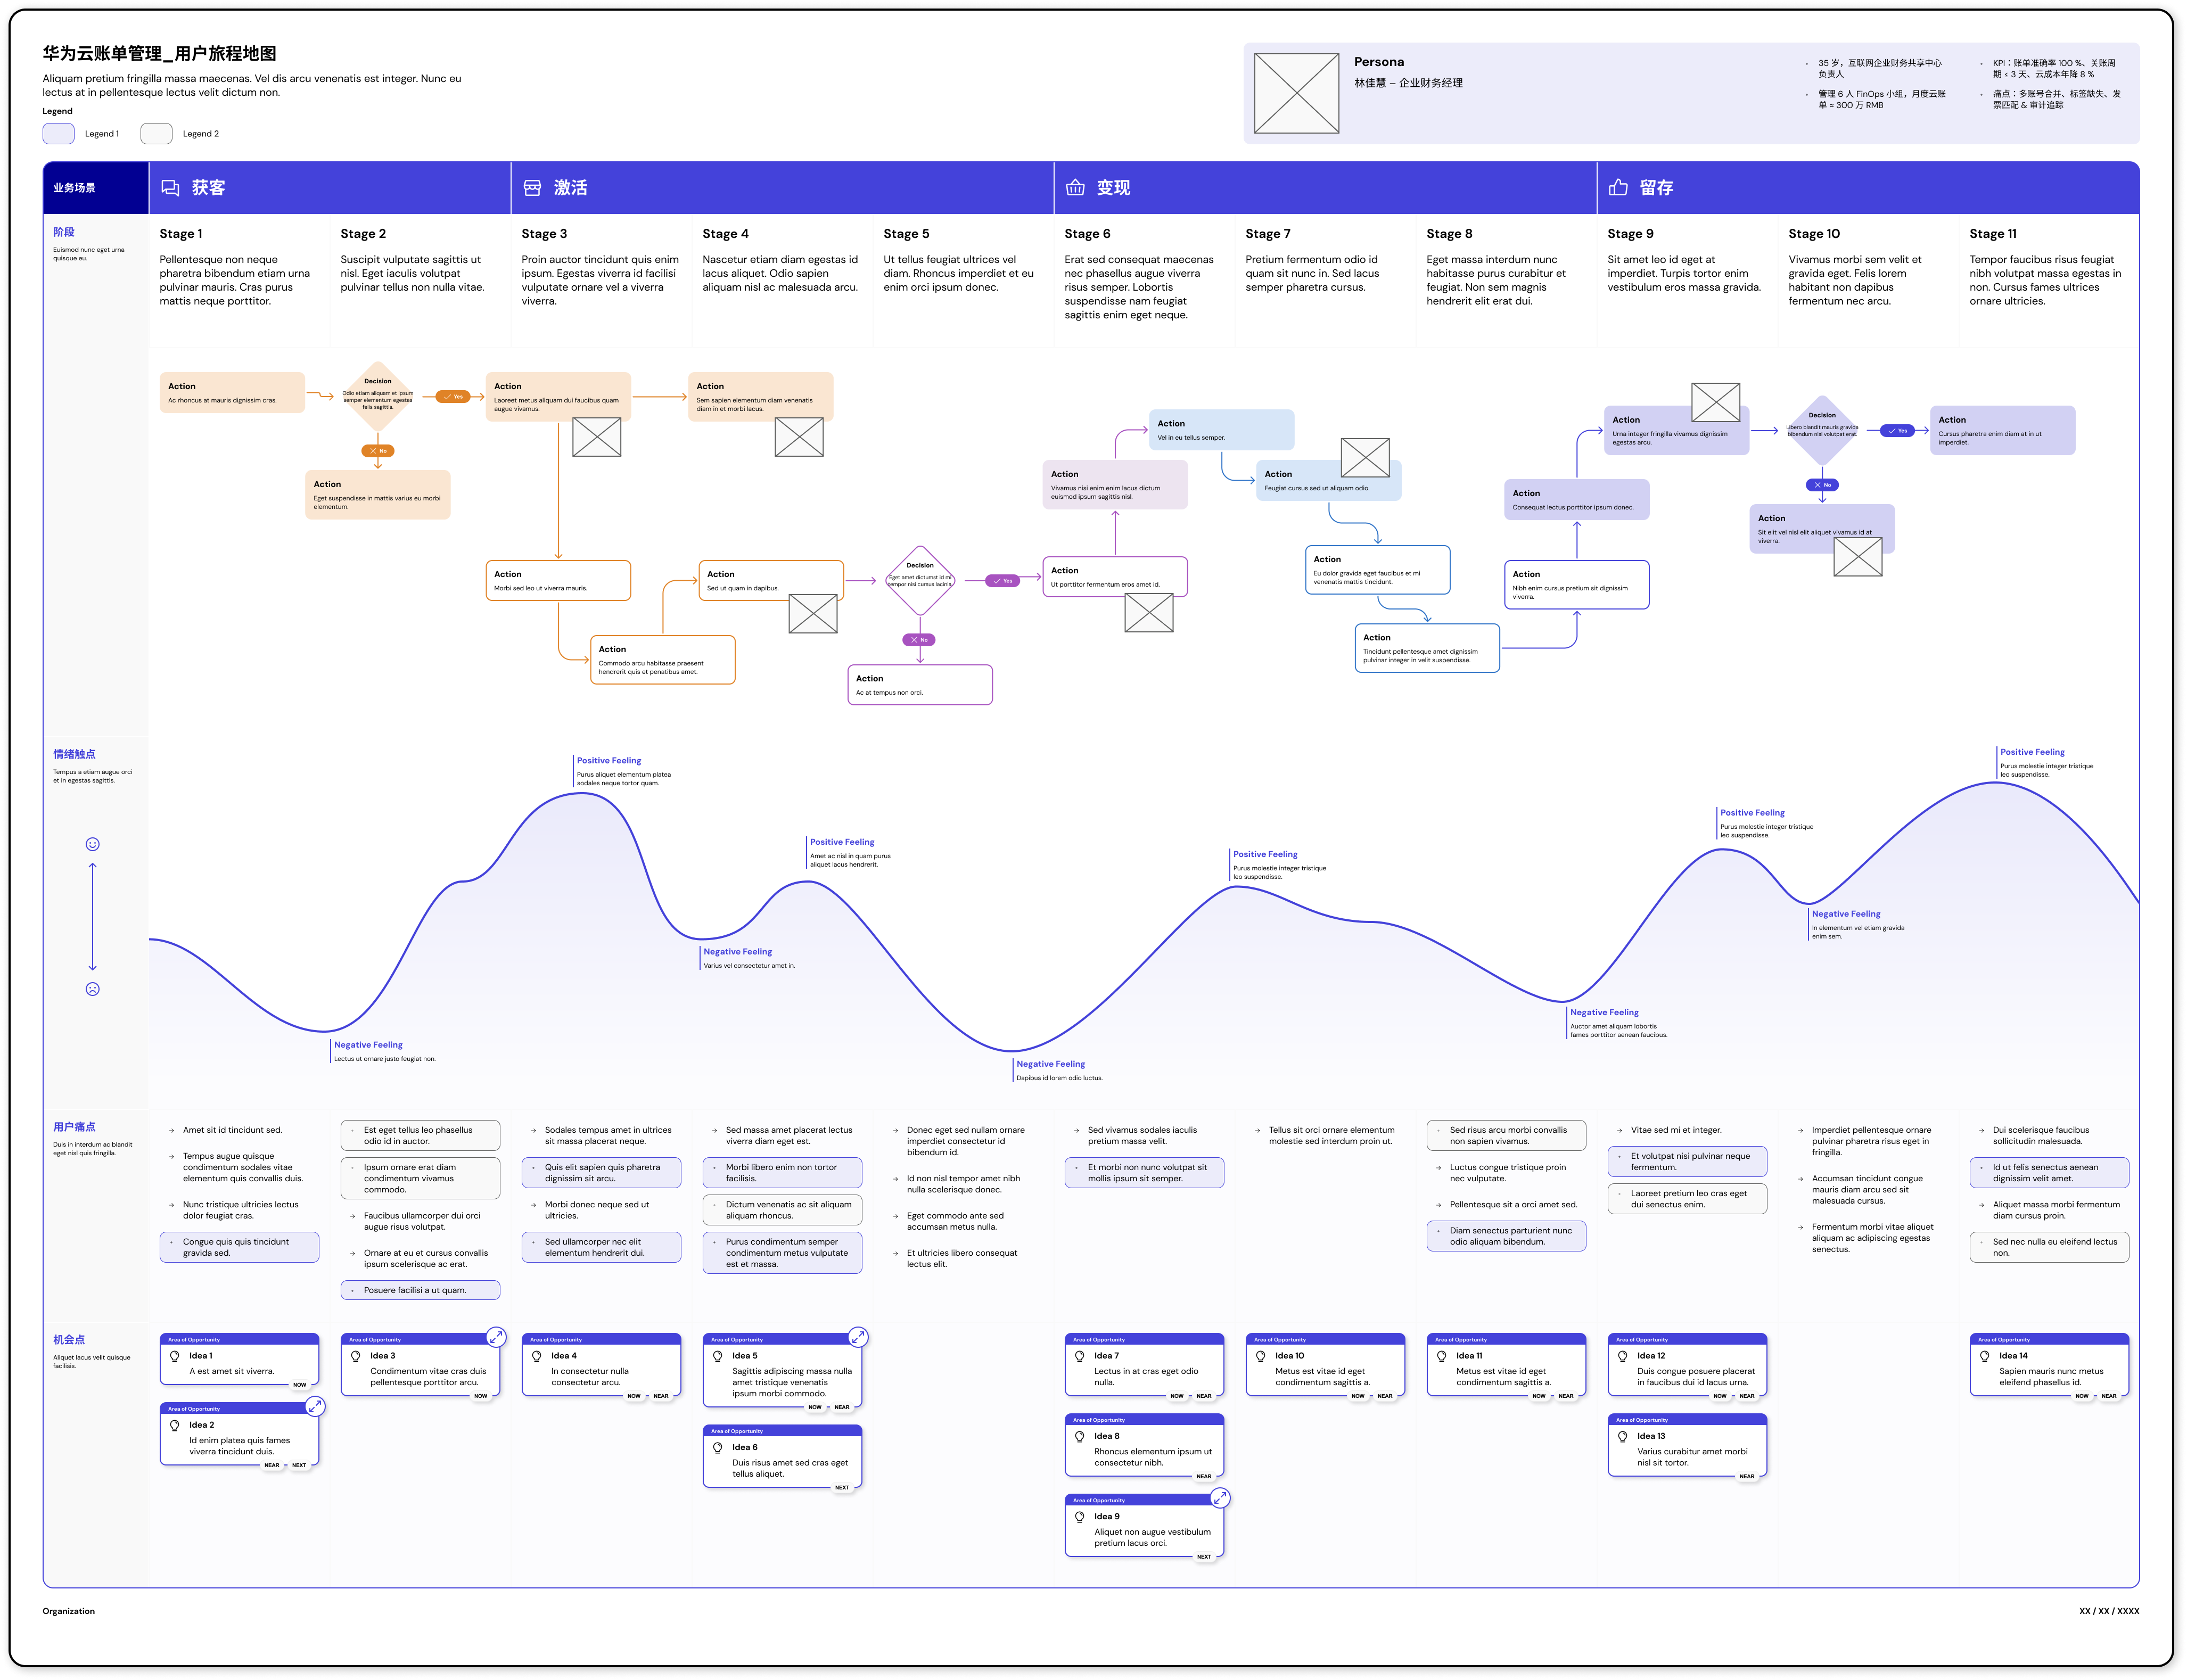 华为云账单管理_用户旅程地图
Aliquam pretium fringilla massa maecenas. Vel dis arcu venenatis est integer. Nunc eu
lectus at in pellentesque lectus velit dictum non.
Legend
Legend 1
Legend 2
Persona
林佳慧 – 企业财务经理
35 岁，互联网企业财务共享中心
负责人
管理 6 人 FinOps 小组，月度云账
单 ≈ 300 万 RMB
KPI：账单准确率 100 %、关账周
期 ≤ 3 天、云成本年降 8 %
痛点：多账号合并、标签缺失、发
票匹配 & 审计追踪
业务场景
获客
激活
变现
留存
阶段
Euismod nunc eget urna
quisque eu.
Stage 1
Pellentesque non neque
pharetra bibendum etiam urna
pulvinar mauris. Cras purus
mattis neque porttitor.
Stage 2
Suscipit vulputate sagittis ut
nisl. Eget iaculis volutpat
pulvinar tellus non nulla vitae.
Stage 3
Proin auctor tincidunt quis enim
ipsum. Egestas viverra id facilisi
vulputate ornare vel a viverra
viverra.
Stage 4
Nascetur etiam diam egestas id
lacus aliquet. Odio sapien
aliquam nisl ac malesuada arcu.
Stage 5
Ut tellus feugiat ultrices vel
diam. Rhoncus imperdiet et eu
enim orci ipsum donec.
Stage 6
Erat sed consequat maecenas
nec phasellus augue viverra
risus semper. Lobortis
suspendisse nam feugiat
sagittis enim eget neque.
Stage 7
Pretium fermentum odio id
quam sit nunc in. Sed lacus
semper pharetra cursus.
Stage 8
Eget massa interdum nunc
habitasse purus curabitur et
feugiat. Non sem magnis
hendrerit elit erat dui.
Stage 9
Sit amet leo id eget at
imperdiet. Turpis tortor enim
vestibulum eros massa gravida.
Stage 10
Vivamus morbi sem velit et
gravida eget. Felis lorem
habitant non dapibus
fermentum nec arcu.
Stage 11
Tempor faucibus risus feugiat
nibh volutpat massa egestas in
non. Cursus fames ultrices
ornare ultricies.
Action
Ac rhoncus at mauris dignissim cras.
Decision
Odio etiam aliquam et ipsum
semper elementum egestas
felis sagittis.
Yes
No
Action
Eget suspendisse in mattis varius eu morbi
elementum.
Action
Laoreet metus aliquam dui faucibus quam
augue vivamus.
Action
Sem sapien elementum diam venenatis
diam in et morbi lacus.
Action
Morbi sed leo ut viverra mauris.
Action
Commodo arcu habitasse praesent
hendrerit quis et penatibus amet.
Action
Sed ut quam in dapibus.
Decision
Eget amet dictumst id mi
tempor nisi cursus lacinia.
Yes
No
Action
Ac at tempus non orci.
Action
Ut porttitor fermentum eros amet id.
Action
Vivamus nisi enim enim lacus dictum
euismod ipsum sagittis nisl.
Action
Vel in eu tellus semper.
Action
Feugiat cursus sed ut aliquam odio.
Action
Eu dolor gravida eget faucibus et mi
venenatis mattis tincidunt.
Action
Tincidunt pellentesque amet dignissim
pulvinar integer in velit suspendisse.
Action
Nibh enim cursus pretium sit dignissim
viverra.
Action
Consequat lectus porttitor ipsum donec.
Action
Urna integer fringilla vivamus dignissim
egestas arcu.
Decision
Libero blandit mauris gravida
bibendum nisl volutpat erat.
Yes
No
Action
Sit elit vel nisl elit aliquet vivamus id at
viverra.
Action
Cursus pharetra enim diam at in ut
imperdiet.
情绪触点
Tempus a etiam augue orci
et in egestas sagittis.
Negative Feeling
Lectus ut ornare justo feugiat non.
Positive Feeling
Purus aliquet elementum platea
sodales neque tortor quam.
Negative Feeling
Varius vel consectetur amet in.
Positive Feeling
Amet ac nisl in quam purus
aliquet lacus hendrerit.
Negative Feeling
Dapibus id lorem odio luctus.
Positive Feeling
Purus molestie integer tristique
leo suspendisse.
Negative Feeling
Auctor amet aliquam lobortis
fames porttitor aenean faucibus.
Positive Feeling
Purus molestie integer tristique
leo suspendisse.
Negative Feeling
In elementum vel etiam gravida
enim sem.
Positive Feeling
Purus molestie integer tristique
leo suspendisse.
用户痛点
Duis in interdum ac blandit
eget nisl quis fringilla.
Amet sit id tincidunt sed.
Tempus augue quisque
condimentum sodales vitae
elementum quis convallis duis.
Nunc tristique ultricies lectus
dolor feugiat cras.
Congue quis quis tincidunt
gravida sed.
Est eget tellus leo phasellus
odio id in auctor.
Ipsum ornare erat diam
condimentum vivamus
commodo.
Faucibus ullamcorper dui orci
augue risus volutpat.
Ornare at eu et cursus convallis
ipsum scelerisque ac erat.
Posuere facilisi a ut quam.
Sodales tempus amet in ultrices
sit massa placerat neque.
Quis elit sapien quis pharetra
dignissim sit arcu.
Morbi donec neque sed ut
ultricies.
Sed ullamcorper nec elit
elementum hendrerit dui.
Sed massa amet placerat lectus
viverra diam eget est.
Morbi libero enim non tortor
facilisis.
Dictum venenatis ac sit aliquam
aliquam rhoncus.
Purus condimentum semper
condimentum metus vulputate
est et massa.
Donec eget sed nullam ornare
imperdiet consectetur id
bibendum id.
Id non nisl tempor amet nibh
nulla scelerisque donec.
Eget commodo ante sed
accumsan metus nulla.
Et ultricies libero consequat
lectus elit.
Sed vivamus sodales iaculis
pretium massa velit.
Et morbi non nunc volutpat sit
mollis ipsum sit semper.
Tellus sit orci ornare elementum
molestie sed interdum proin ut.
Sed risus arcu morbi convallis
non sapien vivamus.
Luctus congue tristique proin
nec vulputate.
Pellentesque sit a orci amet sed.
Diam senectus parturient nunc
odio aliquam bibendum.
Vitae sed mi et integer.
Et volutpat nisi pulvinar neque
fermentum.
Laoreet pretium leo cras eget
dui senectus enim.
Imperdiet pellentesque ornare
pulvinar pharetra risus eget in
fringilla.
Accumsan tincidunt congue
mauris diam arcu sed sit
malesuada cursus.
Fermentum morbi vitae aliquet
aliquam ac adipiscing egestas
senectus.
Dui scelerisque faucibus
sollicitudin malesuada.
Id ut felis senectus aenean
dignissim velit amet.
Aliquet massa morbi fermentum
diam cursus proin.
Sed nec nulla eu eleifend lectus
non.
机会点
Aliquet lacus velit quisque
facilisis.
Area of Opportunity
Idea 1
A est amet sit viverra.
NOW
Area of Opportunity
Idea 2
Id enim platea quis fames
viverra tincidunt duis.
NEAR NEXT
Area of Opportunity
Idea 3
Condimentum vitae cras duis
pellentesque porttitor arcu.
NOW
Area of Opportunity
Idea 4
In consectetur nulla
consectetur arcu.
NOW NEAR
Area of Opportunity
Idea 5
Sagittis adipiscing massa nulla
amet tristique venenatis
ipsum morbi commodo.
NOW NEAR
Area of Opportunity
Idea 6
Duis risus amet sed cras eget
tellus aliquet.
NEXT
Area of Opportunity
Idea 7
Lectus in at cras eget odio
nulla.
NOW NEAR
Area of Opportunity
Idea 8
Rhoncus elementum ipsum ut
consectetur nibh.
NEAR
Area of Opportunity
Idea 9
Aliquet non augue vestibulum
pretium lacus orci.
NEXT
Area of Opportunity
Idea 10
Metus est vitae id eget
condimentum sagittis a.
NOW NEAR
Area of Opportunity
Idea 11
Metus est vitae id eget
condimentum sagittis a.
NOW NEAR
Area of Opportunity
Idea 12
Duis congue posuere placerat
in faucibus dui id lacus urna.
NOW NEAR
Area of Opportunity
Idea 13
Varius curabitur amet morbi
nisl sit tortor.
NEAR
Area of Opportunity
Idea 14
Sapien mauris nunc metus
eleifend phasellus id.
NOW NEAR
Organization
XX / XX / XXXX